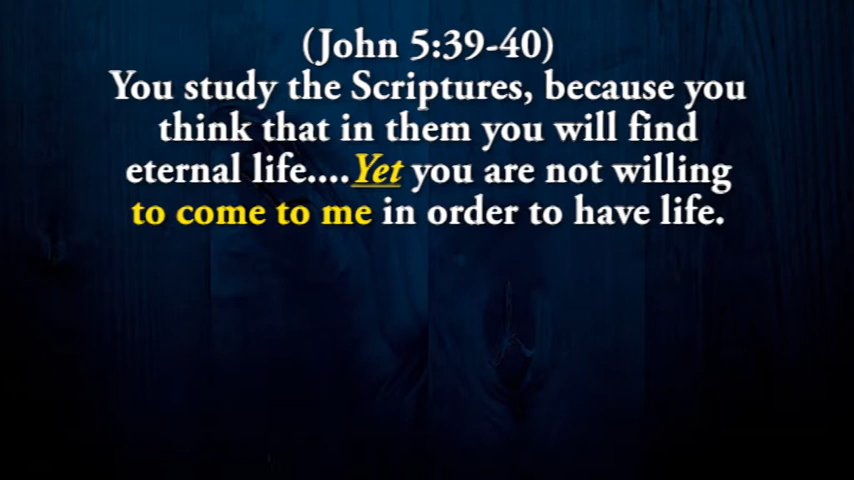 (John 5:39-40)
You study the Scriptures, because you
think that in them you will find
eternal life....Yet you are not willing
to come to me in order to have life.